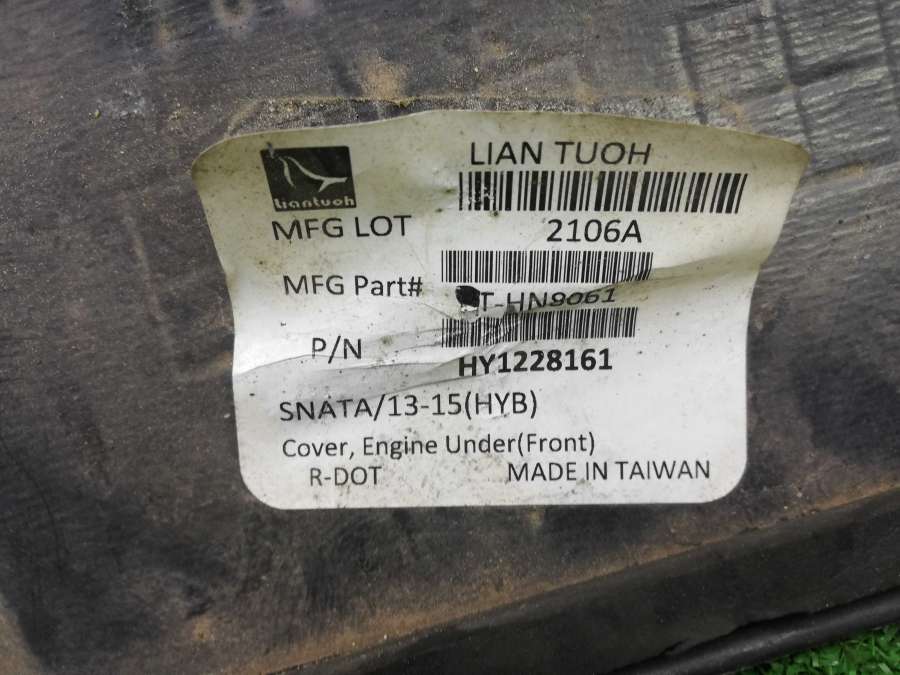 LIAN TUOH
Liantuoh
MFG LOT 2106A
MFG Part# T-HN9061
P/N HY1228161
SNATA/13-15(HYB)
Cover, Engine Under(Front)
R-DOT MADE IN TAIWAN